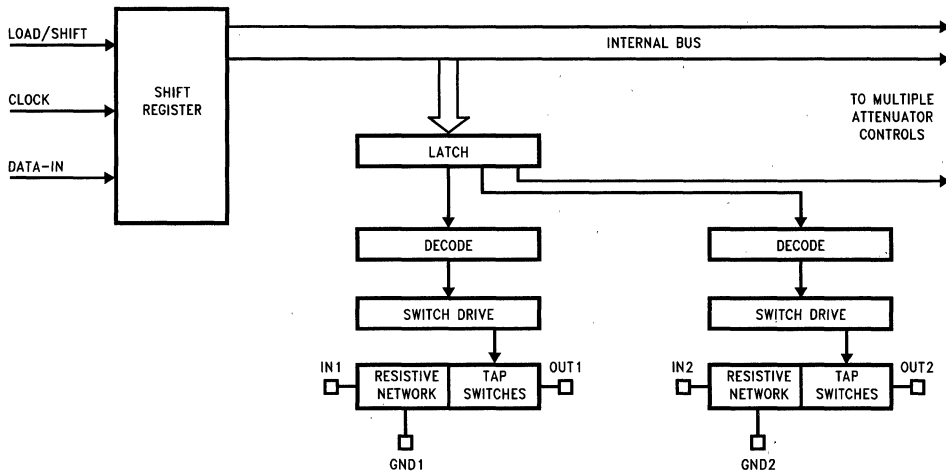 LOAD/SHIFT
CLOCK
DATA-IN
SHIFT
REGISTER
INTERNAL BUS
TO MULTIPLE
ATTENUATOR
CONTROLS
LATCH
DECODE
DECODE
SWITCH DRIVE
SWITCH DRIVE
IN1
RESISTIVE
NETWORK
TAP
SWITCHES
OUT1
GND1
IN2
RESISTIVE
NETWORK
TAP
SWITCHES
OUT2
GND2